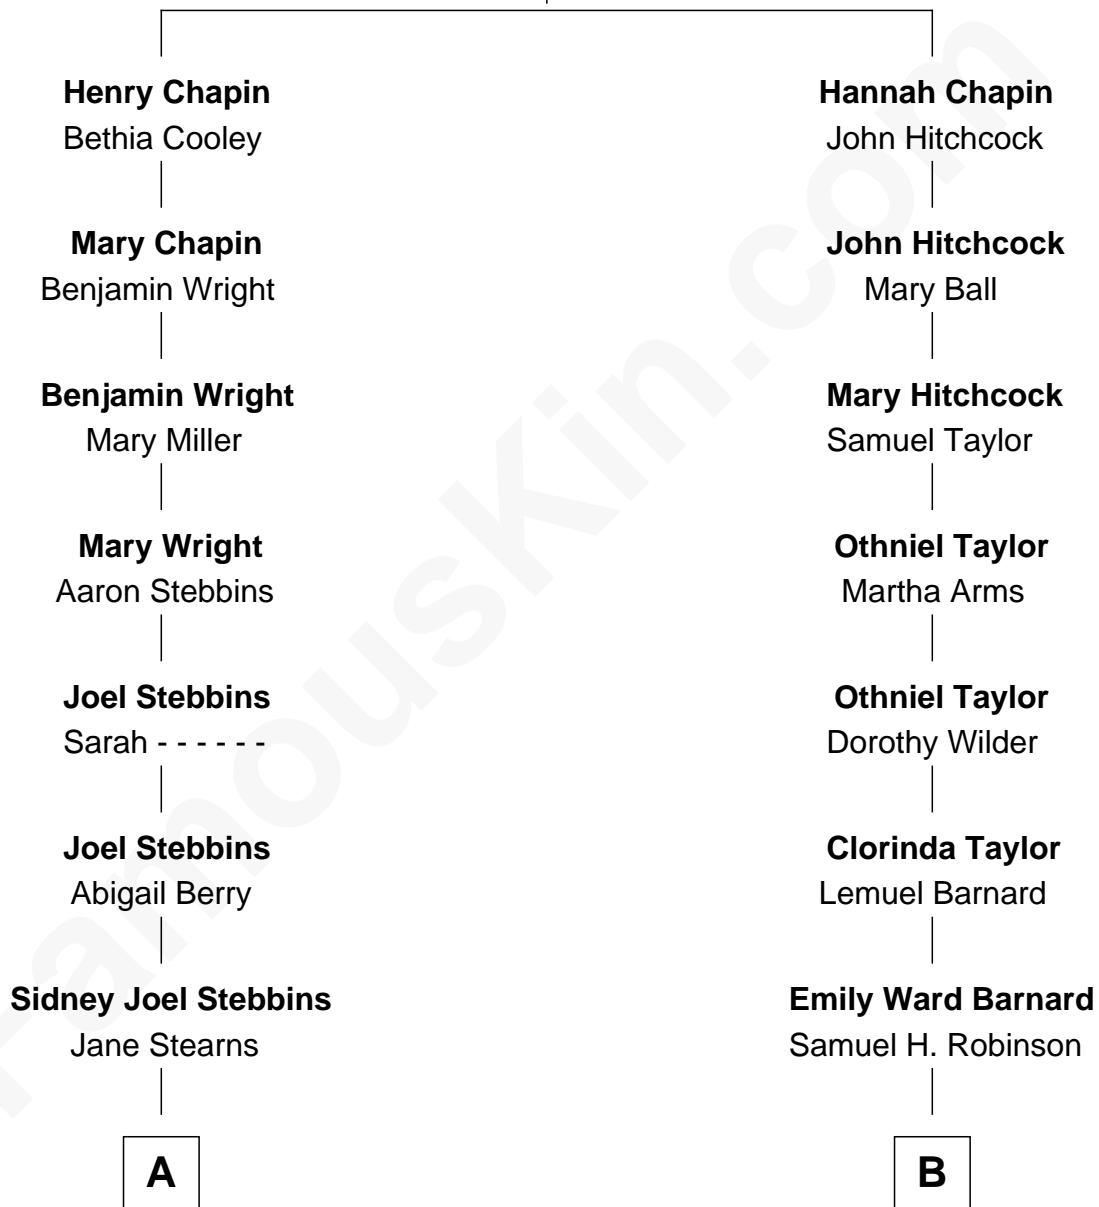 Henry Chapin
Bethia Cooley
Mary Chapin
Benjamin Wright
Benjamin Wright
Mary Miller
Mary Wright
Aaron Stebbins
Joel Stebbins
Sarah - - - - - -
Joel Stebbins
Abigail Berry
Sidney Joel Stebbins
Jane Stearns
A
Hannah Chapin
John Hitchcock
John Hitchcock
Mary Ball
Mary Hitchcock
Samuel Taylor
Othniel Taylor
Martha Arms
Othniel Taylor
Dorothy Wilder
Clorinda Taylor
Lemuel Barnard
Emily Ward Barnard
Samuel H. Robinson
B
FamousKin.com